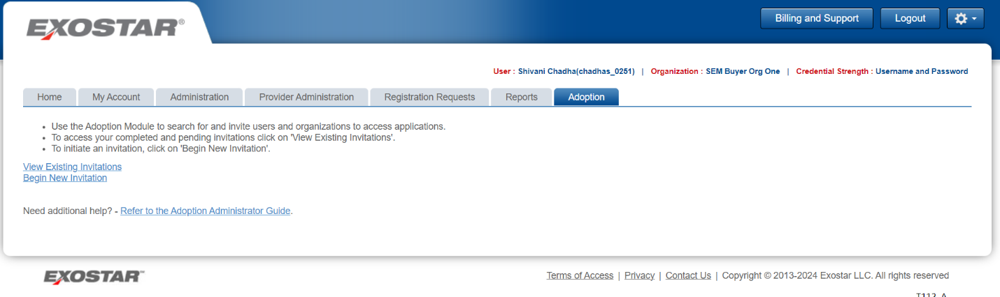 EXOSTAR®
Billing and Support
Logout
User : Shivani Chadha(chadhas_0251) | Organization : SEM Buyer Org One | Credential Strength : Username and Password
Home My Account Administration Provider Administration Registration Requests Reports Adoption
• Use the Adoption Module to search for and invite users and organizations to access applications.
• To access your completed and pending invitations click on 'View Existing Invitations'.
• To initiate an invitation, click on 'Begin New Invitation'.
View Existing Invitations
Begin New Invitation
Need additional help? - Refer to the Adoption Administrator Guide.
EXOSTAR™
Terms of Access | Privacy | Contact Us | Copyright © 2013-2024 Exostar LLC. All rights reserved